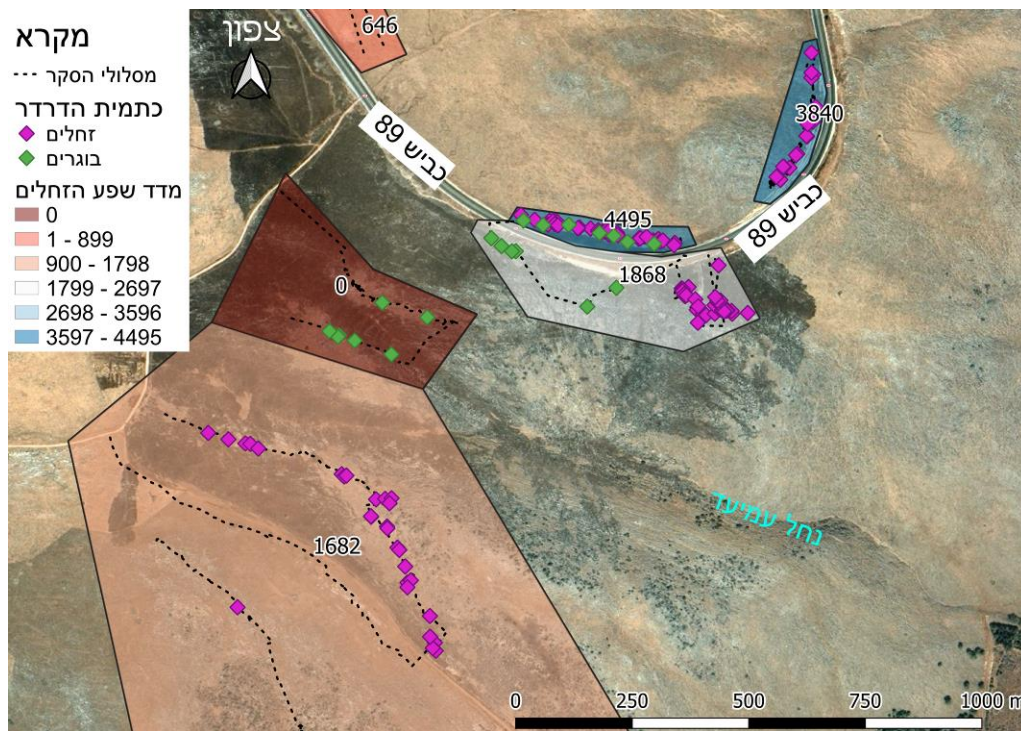 מקרא
מסלולי הסקר
כתמית הדרדר
זחלים
בוגרים
מדד שפע הזחלים
0
1 - 899
900 - 1798
1799 - 2697
2698 - 3596
3597 - 4495
צפון
646
כביש 89
3840
4495
כביש 89
1868
0
נחל עמיעד
1682
0 250 500 750 1000 m